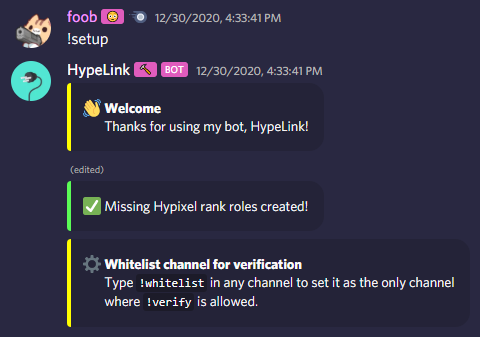 foob 12/30/2020, 4:33:41 PM
!setup
HypeLink BOT 12/30/2020, 4:33:41 PM
Welcome
Thanks for using my bot, HypeLink!
(edited)
Missing Hypixel rank roles created!
Whitelist channel for verification
Type !whitelist in any channel to set it as the only channel
where !verify is allowed.